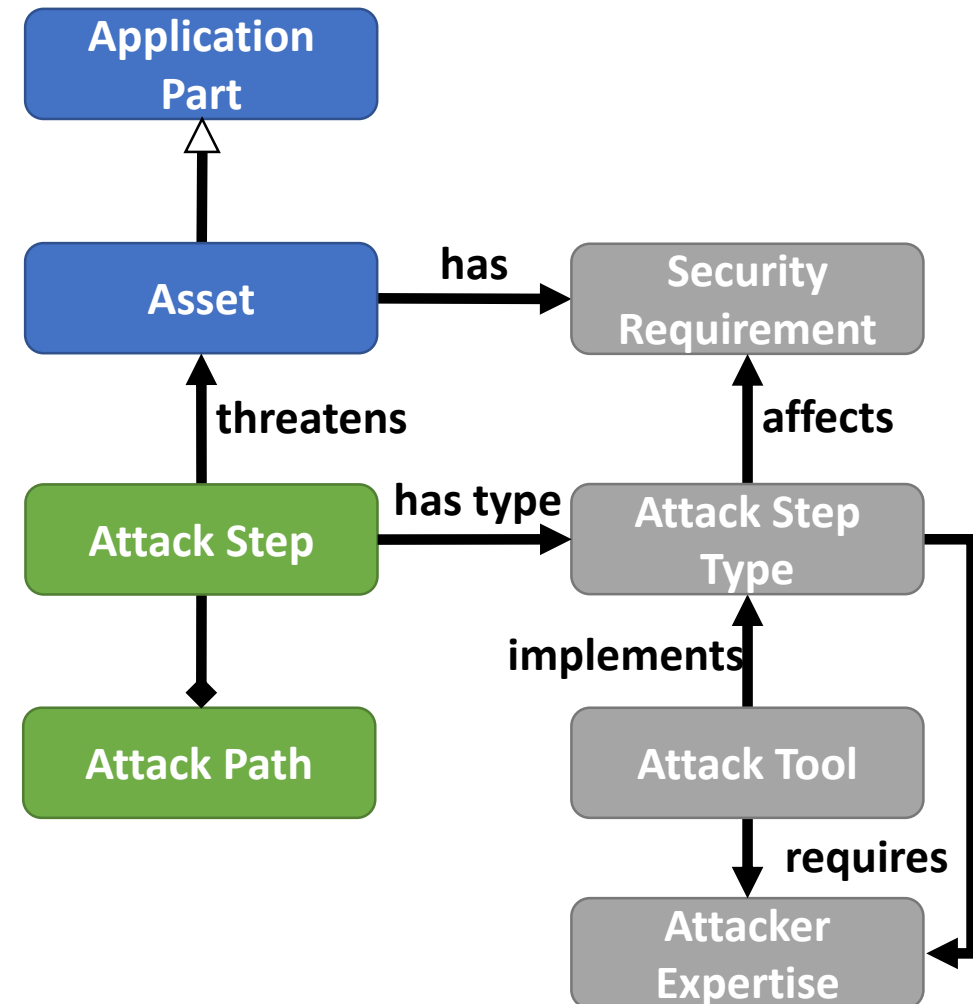 Application
Part
Asset
has
Security
Requirement
threatens
affects
Attack Step
has type
Attack Step
Type
implements
Attack Path
Attack Tool
requires
Attacker
Expertise